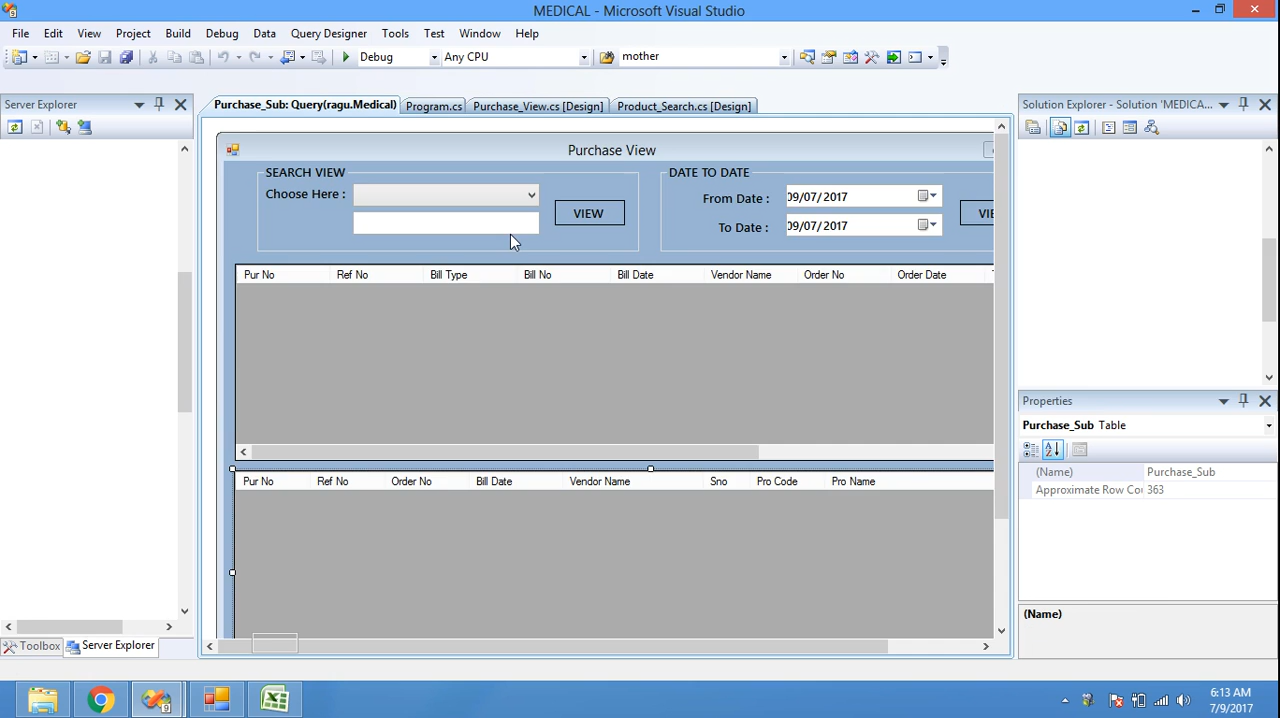 MEDICAL - Microsoft Visual Studio
File Edit View Project Build Debug Data Query Designer Tools Test Window Help
Debug Any CPU mother
Server Explorer
Purchase_Sub: Query(ragu.Medical) Program.cs Purchase_View.cs [Design] Product_Search.cs [Design]
Solution Explorer - Solution 'MEDICA...
Purchase View
SEARCH VIEW
Choose Here :
VIEW
DATE TO DATE
From Date : 09/07/2017
To Date : 09/07/2017
VIE
Pur No Ref No Bill Type Bill No Bill Date Vendor Name Order No Order Date
Pur No Ref No Order No Bill Date Vendor Name Sno Pro Code Pro Name
Properties
Purchase_Sub Table
(Name) Purchase_Sub
Approximate Row Cou 363
(Name)
Toolbox Server Explorer
6:13 AM
7/9/2017